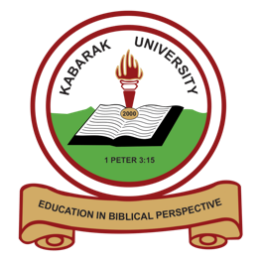 KABARAK UNIVERSITY
2000
1 PETER 3:15
EDUCATION IN BIBLICAL PERSPECTIVE